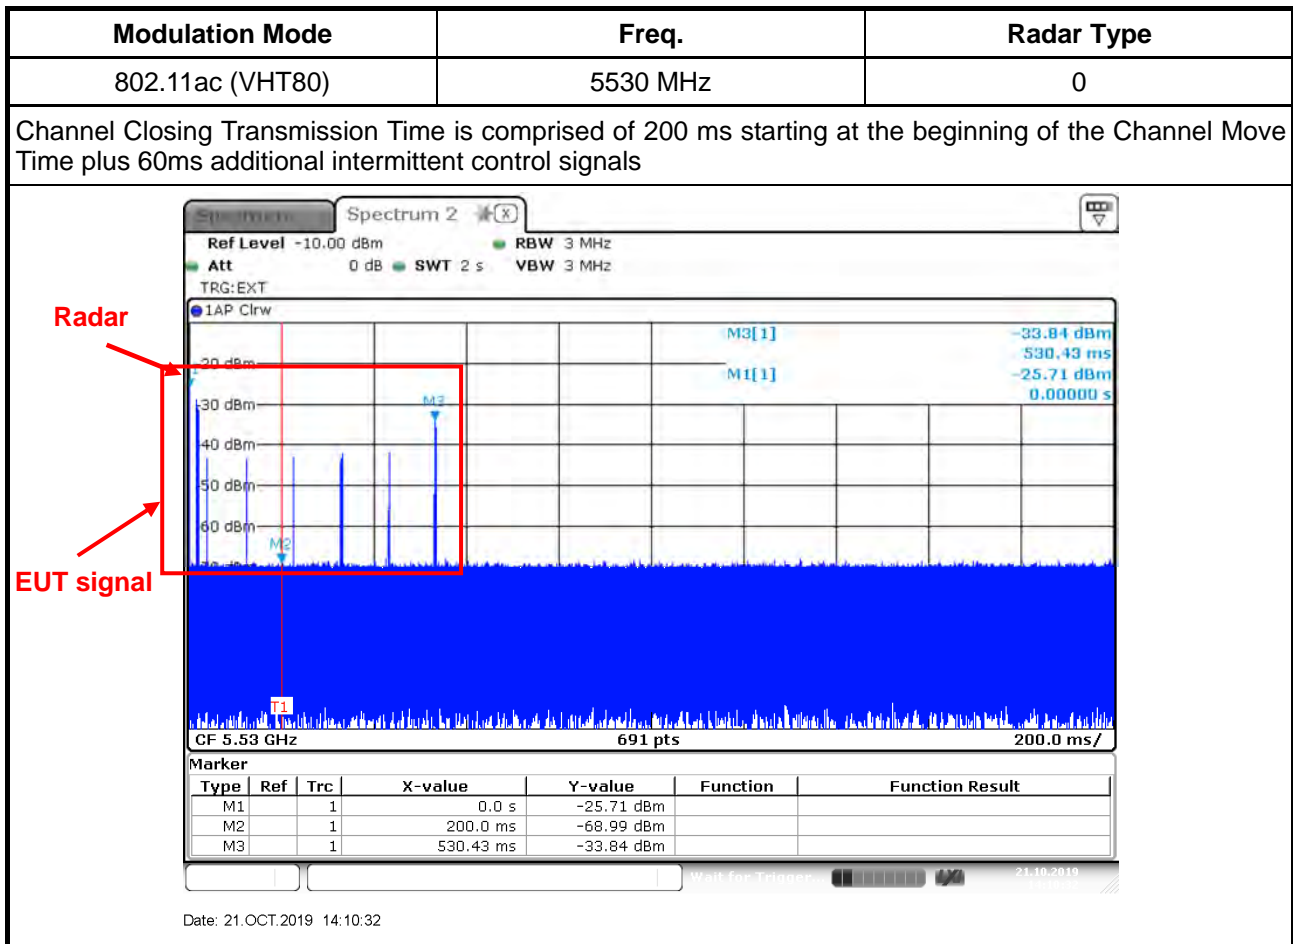 Modulation Mode Freq. Radar Type
802.11ac (VHT80) 5530 MHz 0
Channel Closing Transmission Time is comprised of 200 ms starting at the beginning of the Channel Move
Time plus 60ms additional intermittent control signals
Spectrum 2 X
Ref Level -10.00 dBm RBW 3 MHz
Att 0 dB SWT 2 s VBW 3 MHz
TRG:EXT
1AP Clrw
Radar
M3[1] -33.84 dBm
530.43 ms
-20 dBm
M1[1] -25.71 dBm
0.00000 s
-30 dBm
M3
-40 dBm
-50 dBm
-60 dBm
M2
EUT signal
T1
CF 5.53 GHz 691 pts 200.0 ms/
Marker
Type Ref Trc X-value Y-value Function Function Result
M1 1 0.0 s -25.71 dBm
M2 1 200.0 ms -68.99 dBm
M3 1 530.43 ms -33.84 dBm
Wait for Trigger... 21.10.2019
Date: 21.OCT.2019 14:10:32